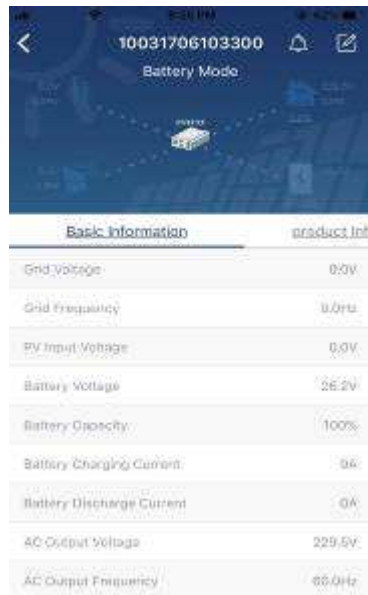 10031706103300
Battery Mode
Basic Information
product Inf
Grid Voltage 0.0V
Grid Frequency 0.0Hz
PV Input Voltage 0.0V
Battery Voltage 26.2V
Battery Capacity 100%
Battery Charging Current 0A
Battery Discharge Current 0A
AC Output Voltage 229.5V
AC Output Frequency 60.0Hz